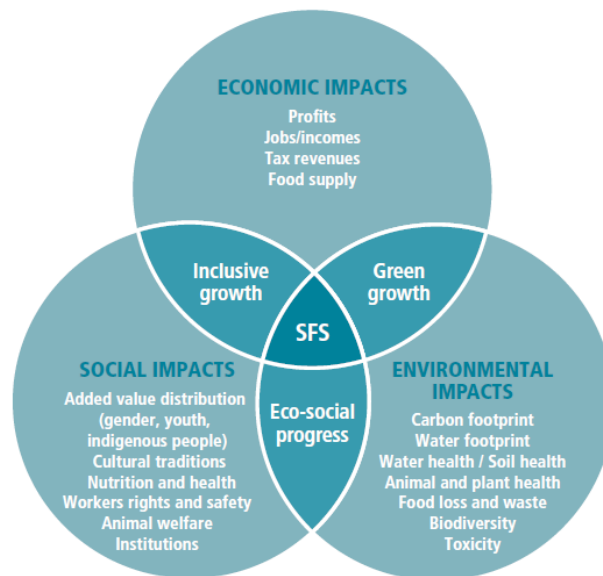 ECONOMIC IMPACTS
Profits
Jobs/incomes
Tax revenues
Food supply
Inclusive
growth
Green
growth
SFS
SOCIAL IMPACTS
Added value distribution
(gender, youth,
indigenous people)
Cultural traditions
Nutrition and health
Workers rights and safety
Animal welfare
Institutions
Eco-social
progress
ENVIRONMENTAL
IMPACTS
Carbon footprint
Water footprint
Water health / Soil health
Animal and plant health
Food loss and waste
Biodiversity
Toxicity